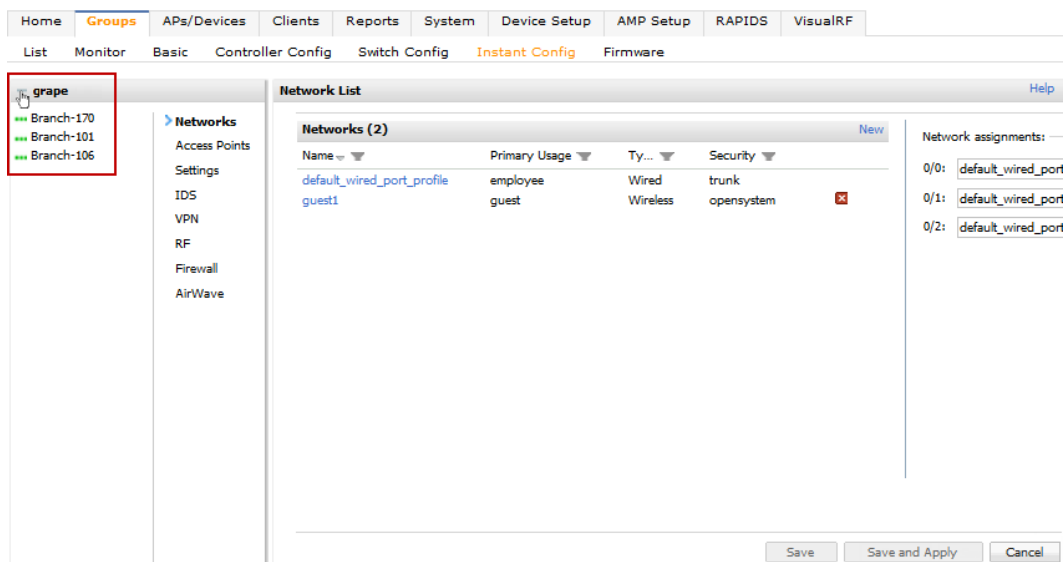 Home Groups APs/Devices Clients Reports System Device Setup AMP Setup RAPIDS VisualRF
List Monitor Basic Controller Config Switch Config Instant Config Firmware
grape
Branch-170
Branch-101
Branch-106
Networks
Access Points
Settings
IDS
VPN
RF
Firewall
AirWave
Network List Help
Networks (2) New
Name Primary Usage Ty... Security
default_wired_port_profile employee Wired trunk
guest1 guest Wireless opensystem
Network assignments:
0/0: default_wired_port
0/1: default_wired_port
0/2: default_wired_port
Save Save and Apply Cancel